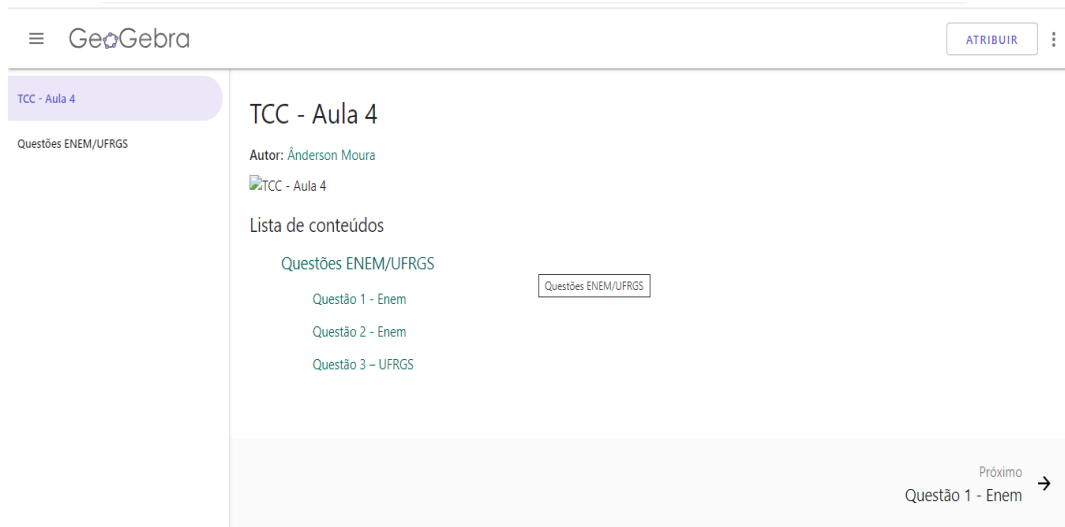 GeoGebra
ATRIBUIR
TCC - Aula 4
Questões ENEM/UFRGS
TCC - Aula 4
Autor: Ânderson Moura
TCC - Aula 4
Lista de conteúdos
Questões ENEM/UFRGS
Questões ENEM/UFRGS
Questão 1 - Enem
Questão 2 - Enem
Questão 3 – UFRGS
Próximo
Questão 1 - Enem